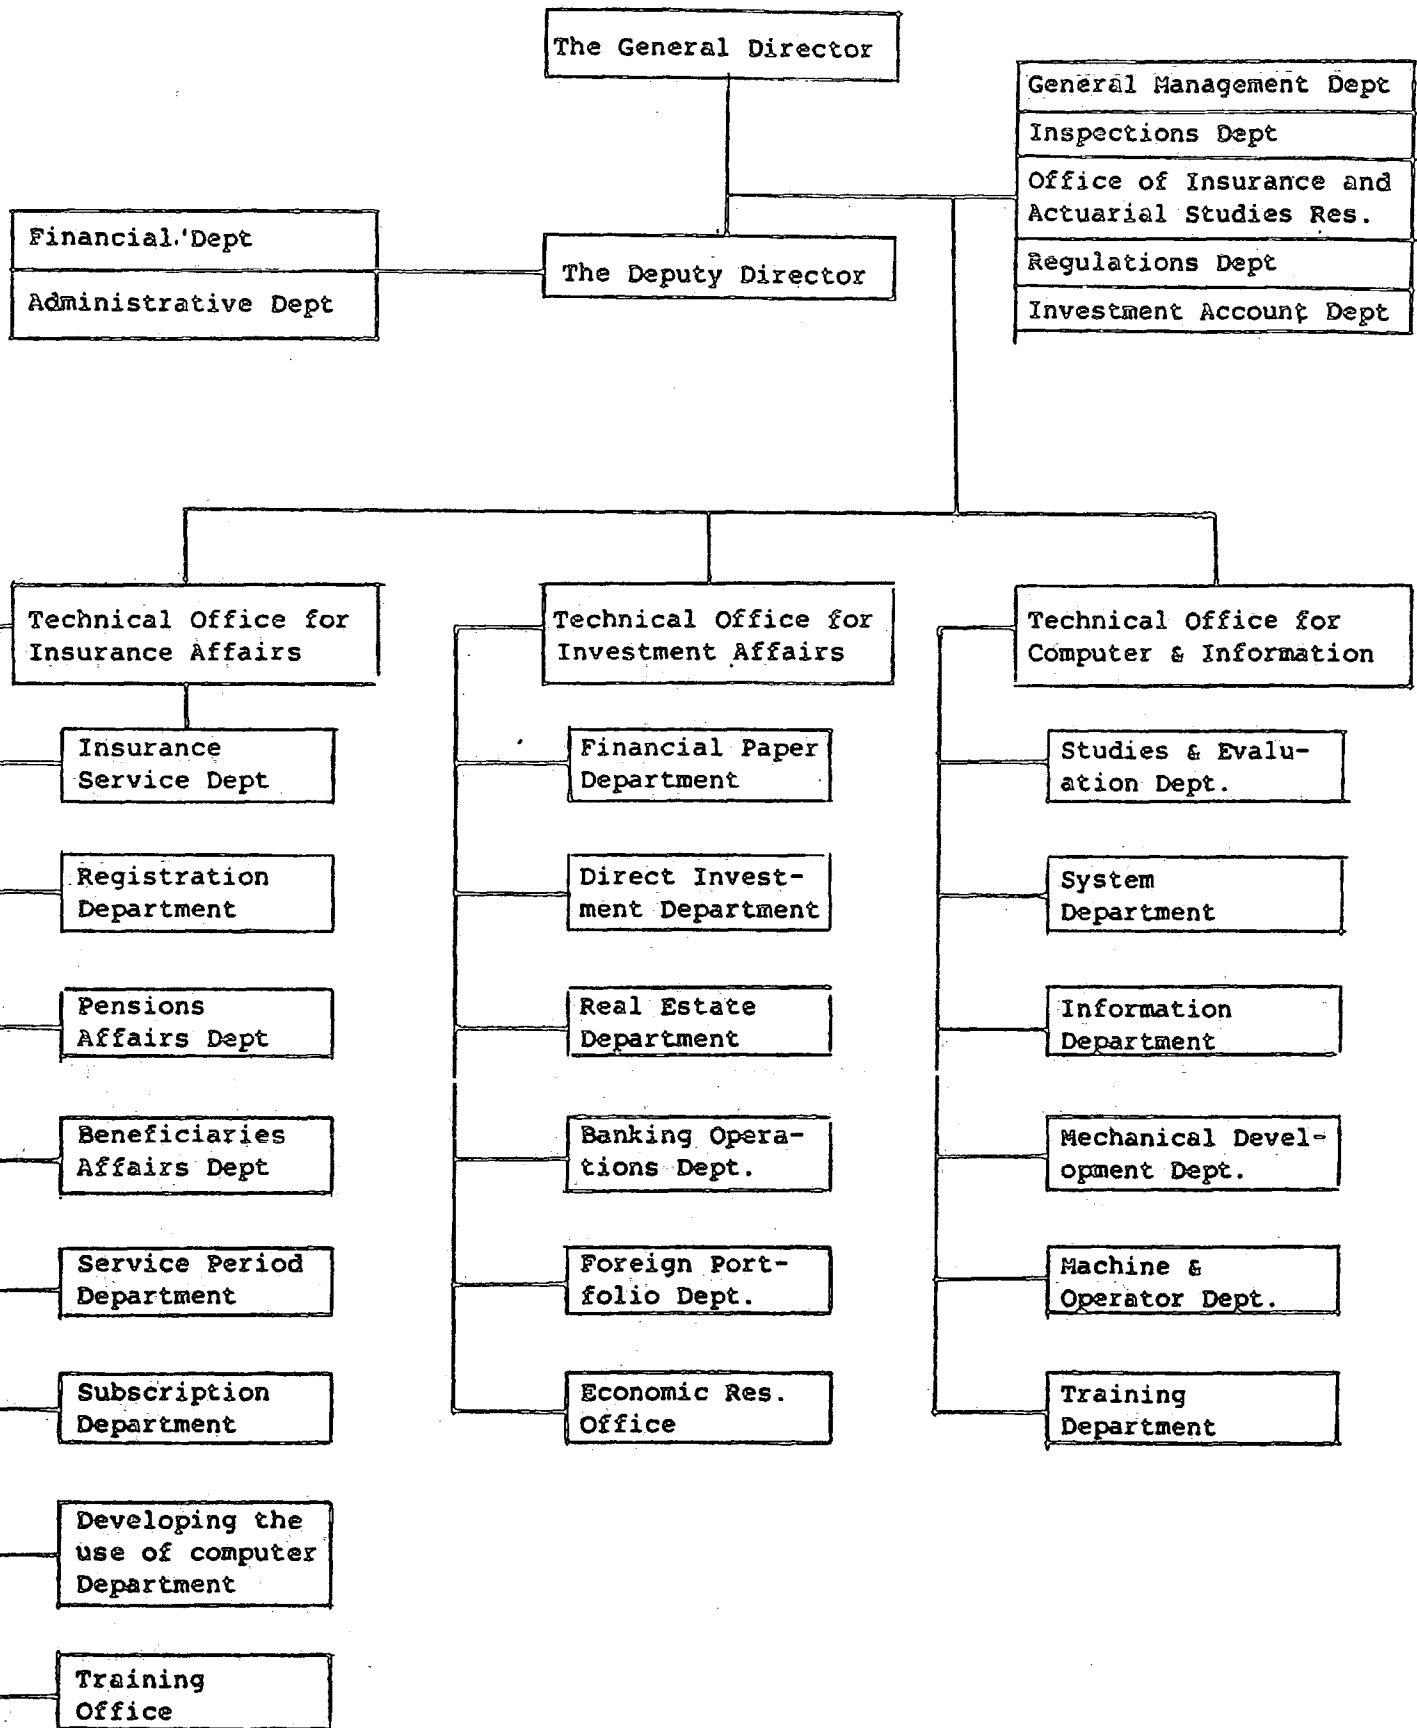 The General Director
General Management Dept
Inspections Dept
Office of Insurance and
Actuarial Studies Res.
Regulations Dept
Investment Account Dept
Financial Dept
Administrative Dept
The Deputy Director
Technical Office for
Insurance Affairs
Insurance
Service Dept
Registration
Department
Pensions
Affairs Dept
Beneficiaries
Affairs Dept
Service Period
Department
Subscription
Department
Developing the
use of computer
Department
Training
Office
Technical Office for
Investment Affairs
Financial Paper
Department
Direct Invest-
ment Department
Real Estate
Department
Banking Opera-
tions Dept.
Foreign Port-
folio Dept.
Economic Res.
Office
Technical Office for
Computer & Information
Studies & Evalu-
ation Dept.
System
Department
Information
Department
Mechanical Devel-
opment Dept.
Machine &
Operator Dept.
Training
Department